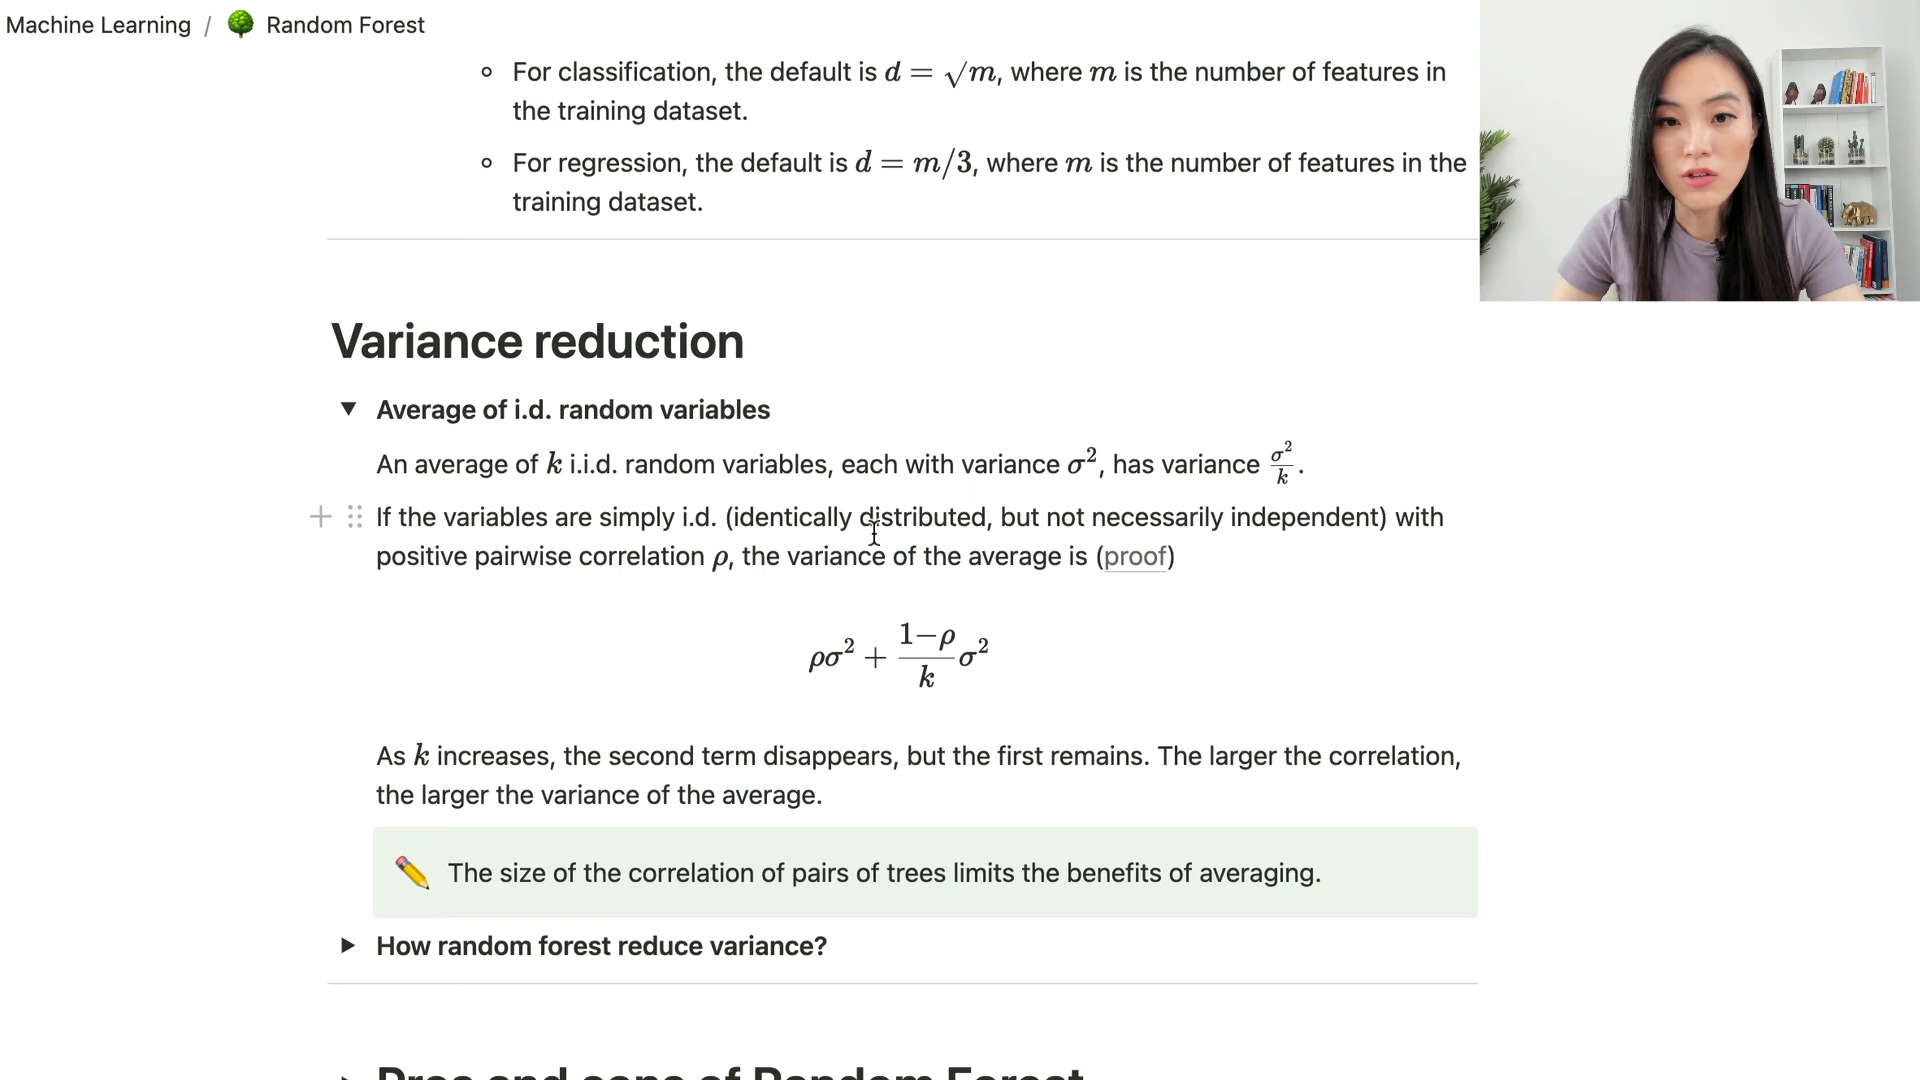 Machine Learning / 🌳 Random Forest
For classification, the default is d = √m, where m is the number of features in
the training dataset.
For regression, the default is d = m/3, where m is the number of features in the
training dataset.
Variance reduction
Average of i.d. random variables
An average of k i.i.d. random variables, each with variance σ², has variance σ²/k.
If the variables are simply i.d. (identically distributed, but not necessarily independent) with
positive pairwise correlation ρ, the variance of the average is (proof)
ρσ² + (1−ρ)/k σ²
As k increases, the second term disappears, but the first remains. The larger the correlation,
the larger the variance of the average.
✏️ The size of the correlation of pairs of trees limits the benefits of averaging.
How random forest reduce variance?
Pros and cons of Random Forest